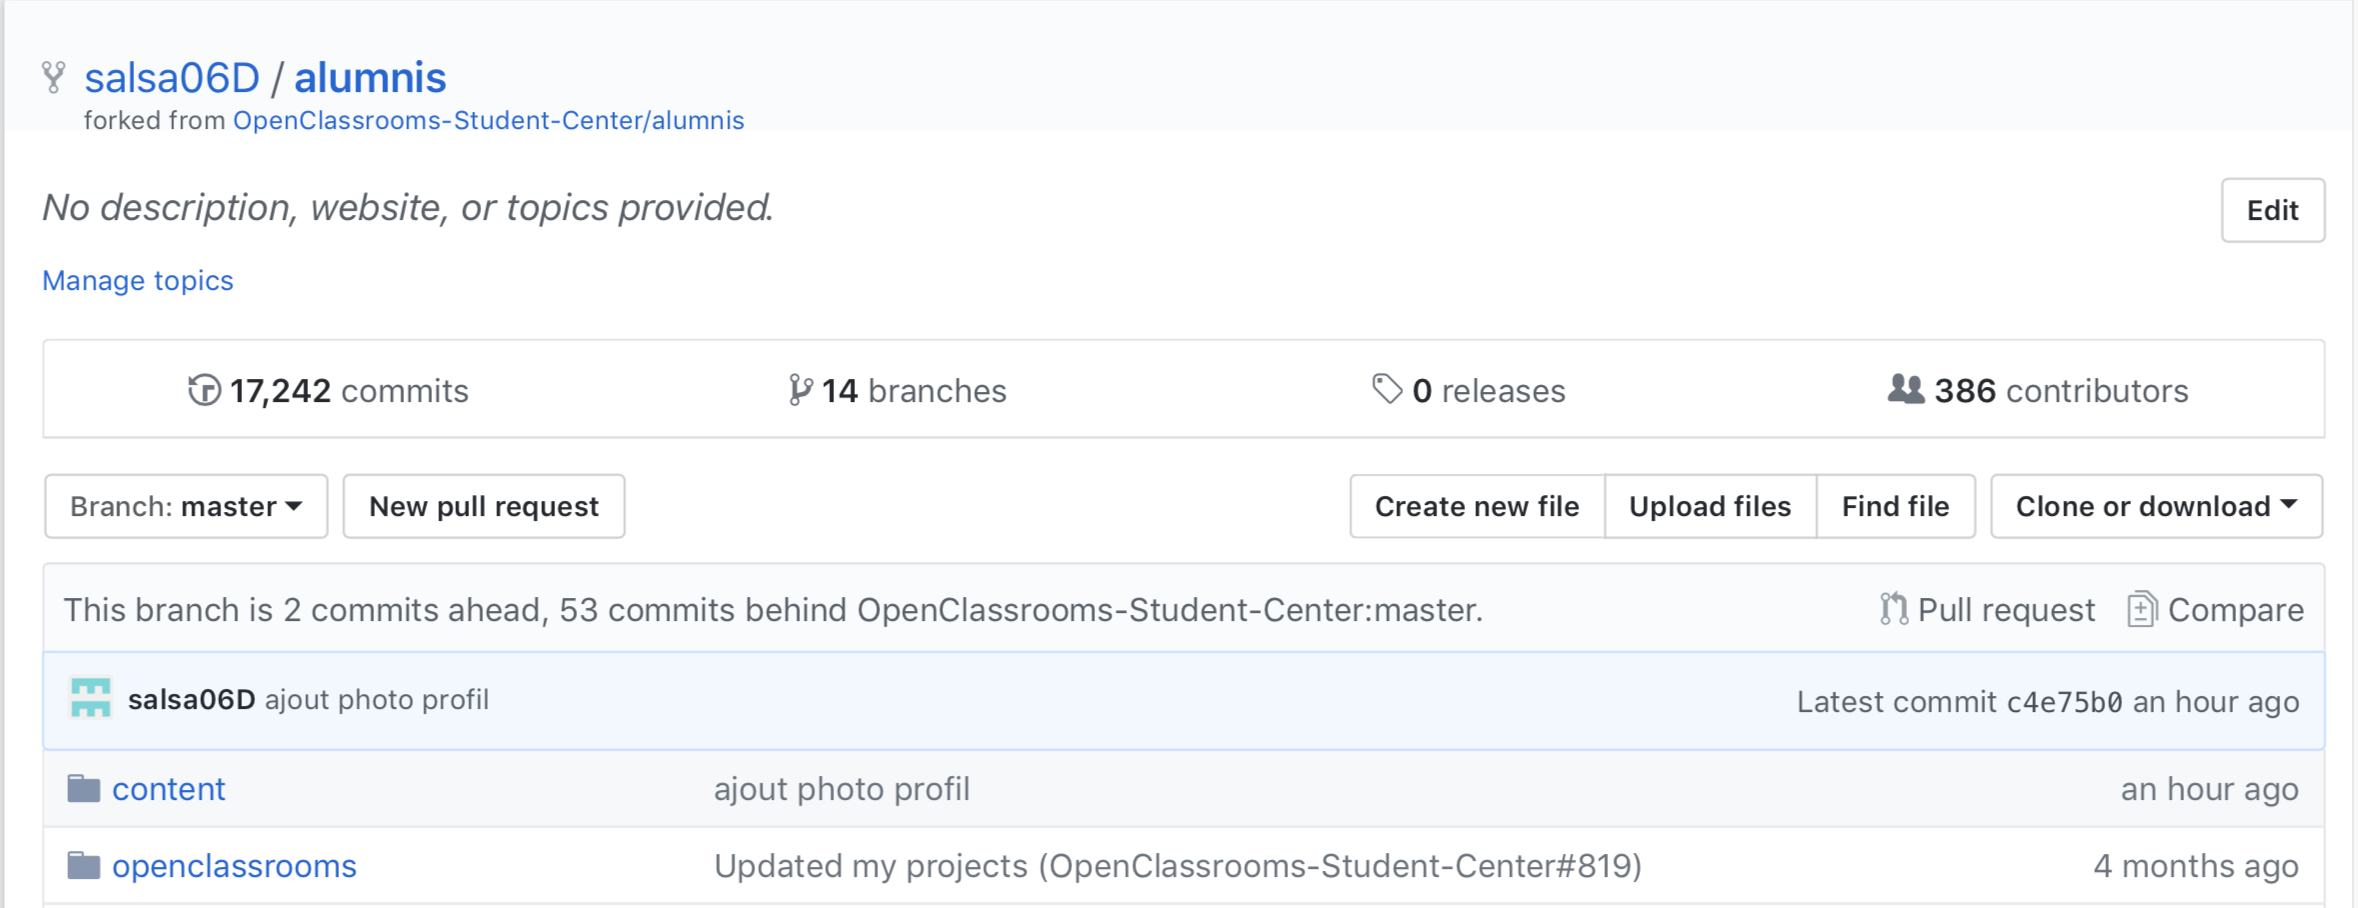 salsa06D / alumnis
forked from OpenClassrooms-Student-Center/alumnis
No description, website, or topics provided.
Edit
Manage topics
17,242 commits 14 branches 0 releases 386 contributors
Branch: master New pull request Create new file Upload files Find file Clone or download
This branch is 2 commits ahead, 53 commits behind OpenClassrooms-Student-Center:master. Pull request Compare
salsa06D ajout photo profil Latest commit c4e75b0 an hour ago
content ajout photo profil an hour ago
openclassrooms Updated my projects (OpenClassrooms-Student-Center#819) 4 months ago